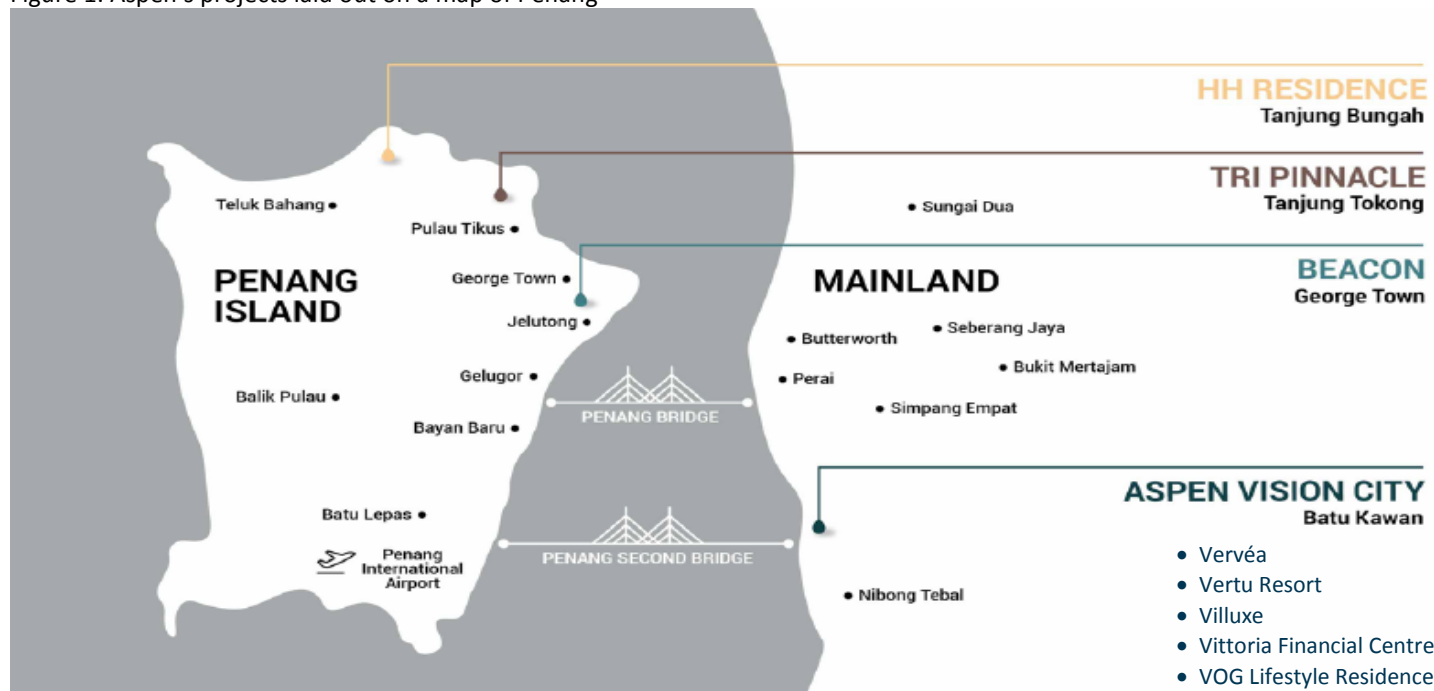 Figure 1: Aspen's projects laid out on a map of Penang
HH RESIDENCE
Tanjung Bungah
TRI PINNACLE
Tanjung Tokong
Teluk Bahang
Sungai Dua
Pulau Tikus
BEACON
George Town
PENANG
ISLAND
George Town
MAINLAND
Jelutong
Butterworth
Seberang Jaya
Gelugor
Perai
Bukit Mertajam
Balik Pulau
Simpang Empat
PENANG BRIDGE
Bayan Baru
ASPEN VISION CITY
Batu Kawan
Batu Lepas
PENANG SECOND BRIDGE
Penang
International
Airport
Nibong Tebal
• Vervéa
• Vertu Resort
• Villuxe
• Vittoria Financial Centre
• VOG Lifestyle Residence